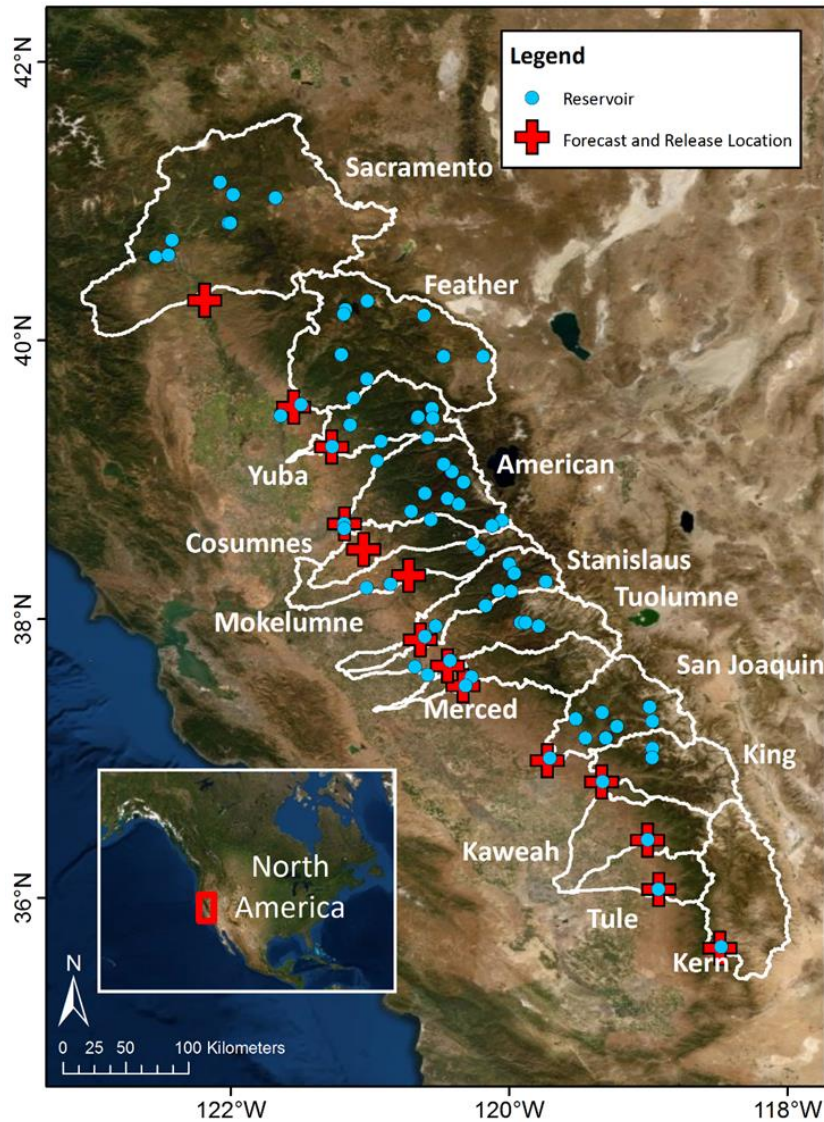 42°N
40°N
38°N
36°N
Legend
Reservoir
Forecast and Release Location
Sacramento
Feather
Yuba
American
Cosumnes
Stanislaus
Mokelumne
Tuolumne
Merced
San Joaquin
King
Kaweah
Tule
Kern
North
America
N
0 25 50 100 Kilometers
122°W
120°W
118°W